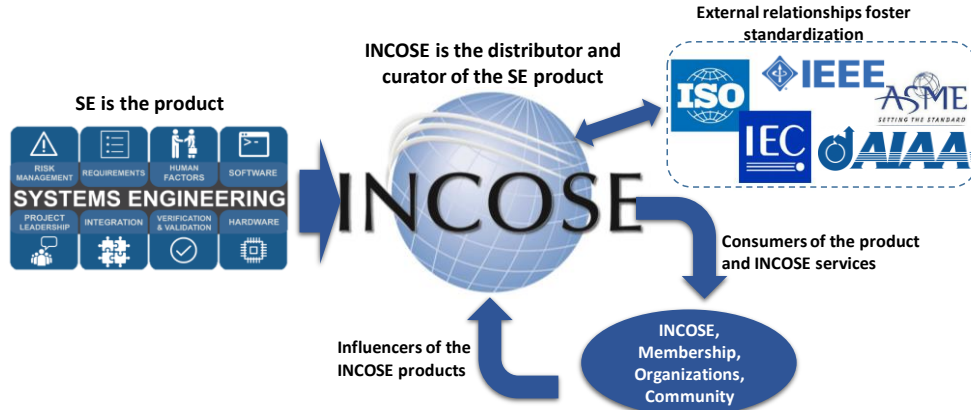 External relationships foster
standardization
INCOSE is the distributor and
curator of the SE product
SE is the product
ISO
IEEE
ASME
SETTING THE STANDARD
IEC
AIAA
RISK
MANAGEMENT
REQUIREMENTS
HUMAN
FACTORS
SOFTWARE
SYSTEMS ENGINEERING
PROJECT
LEADERSHIP
INTEGRATION
VERIFICATION
& VALIDATION
HARDWARE
INCOSE
Consumers of the product
and INCOSE services
Influencers of the
INCOSE products
INCOSE,
Membership,
Organizations,
Community